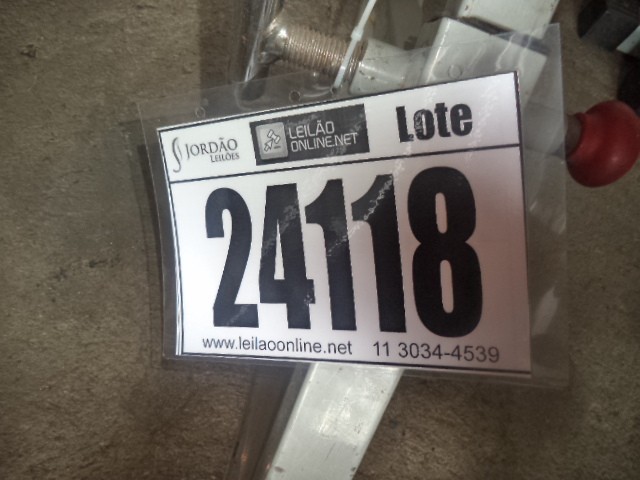 JORDÃO
LEILÕES
LEILÃO
ONLINE.NET
Lote
24118
www.leilaoonline.net 11 3034-4539